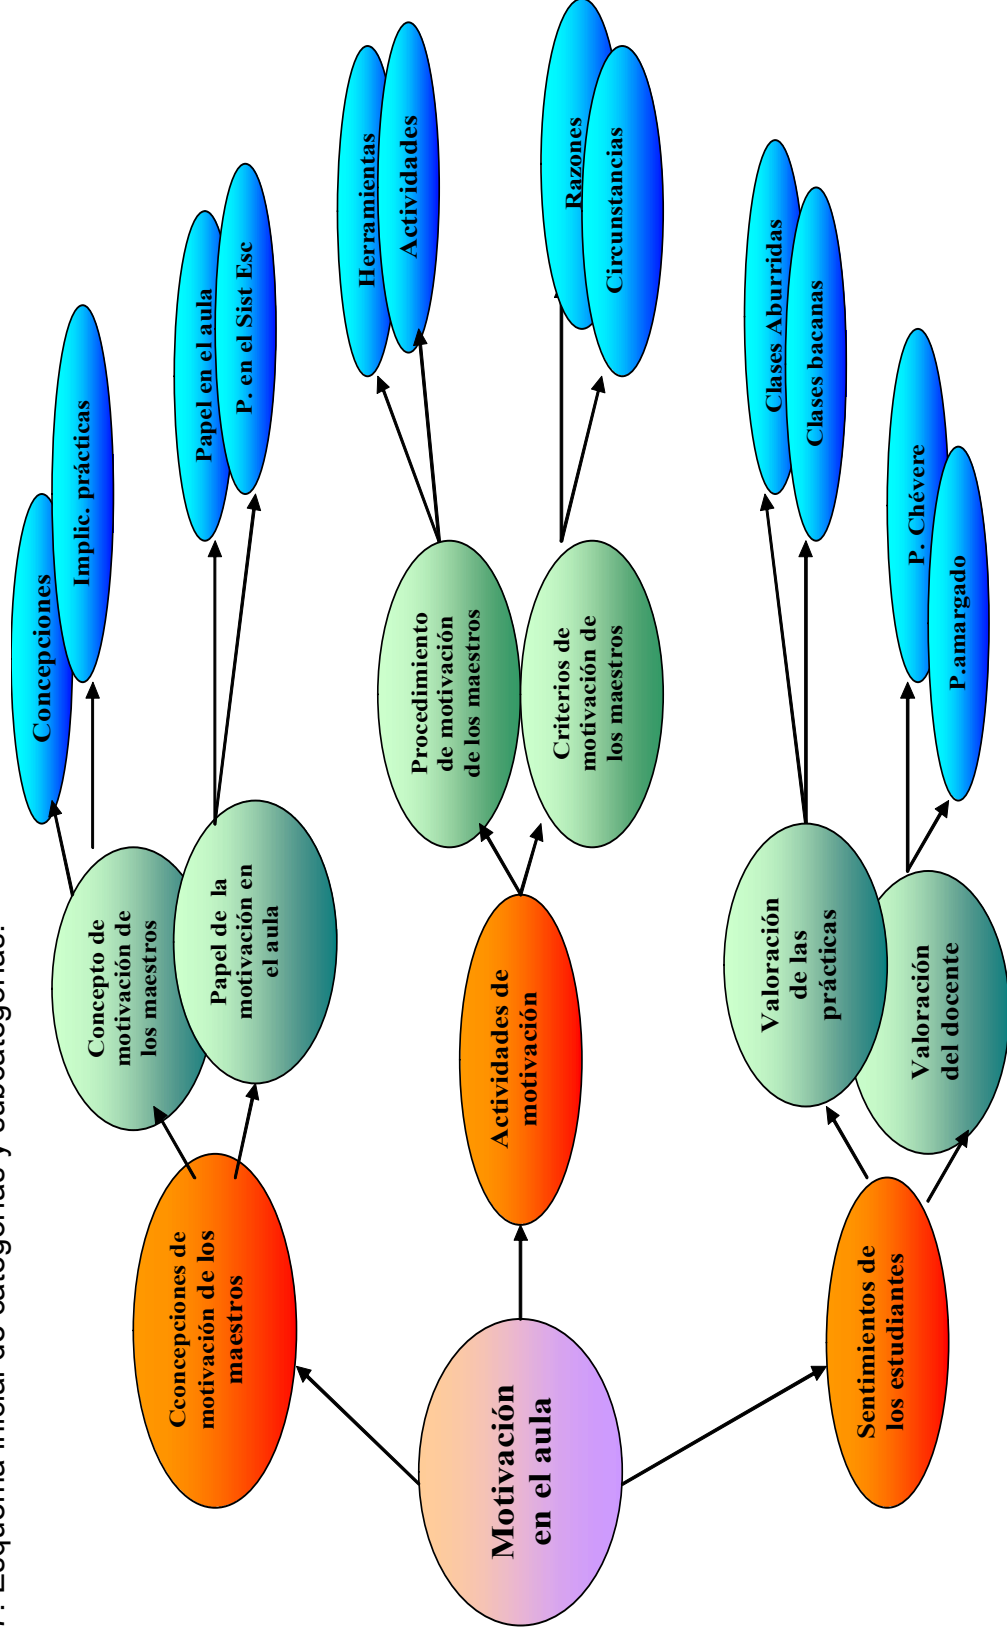 7. Esquema inicial de categorías y subcategorías.
Motivación
en el aula
Cconcepciones de
motivación de los
maestros
Actividades de
motivación
Sentimientos de
los estudiantes
Concepto de
motivación de
los maestros
Papel de la
motivación en
el aula
Procedimiento
de motivación
de los maestros
Criterios de
motivación de
los maestros
Valoración
de las
prácticas
Valoración
del docente
Concepciones
Implic. prácticas
Papel en el aula
P. en el Sist Esc
Herramientas
Actividades
Razones
Circunstancias
Clases Aburridas
Clases bacanas
P. Chévere
P.amargado